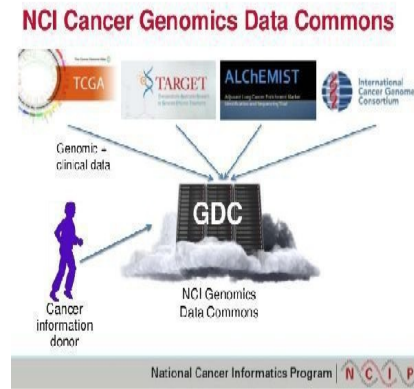 NCI Cancer Genomics Data Commons
TCGA
TARGET
ALChEMIST
International
Cancer Genome
Consortium
Genomic +
clinical data
GDC
NCI Genomics
Data Commons
Cancer
information
donor
National Cancer Informatics Program
NCIP